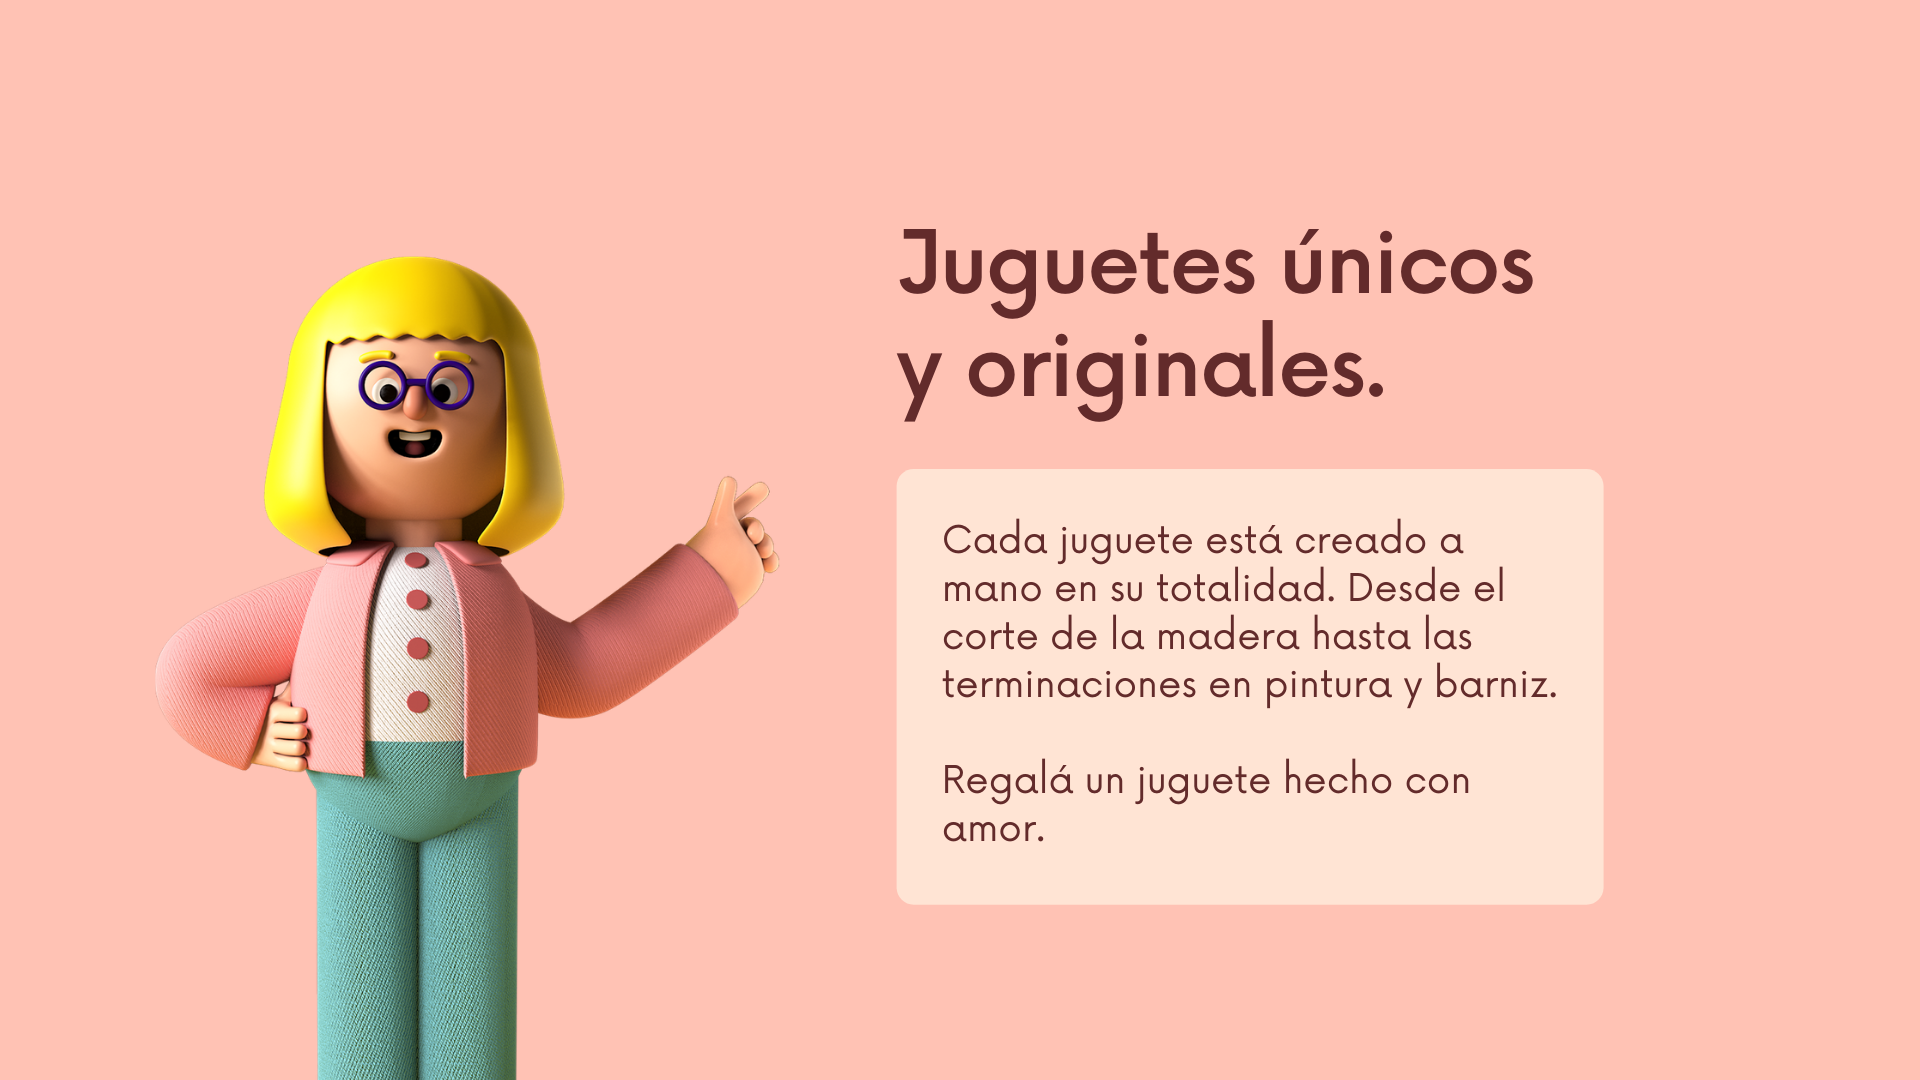 Juguetes únicos
y originales.
Cada juguete está creado a
mano en su totalidad. Desde el
corte de la madera hasta las
terminaciones en pintura y barniz.
Regalá un juguete hecho con
amor.